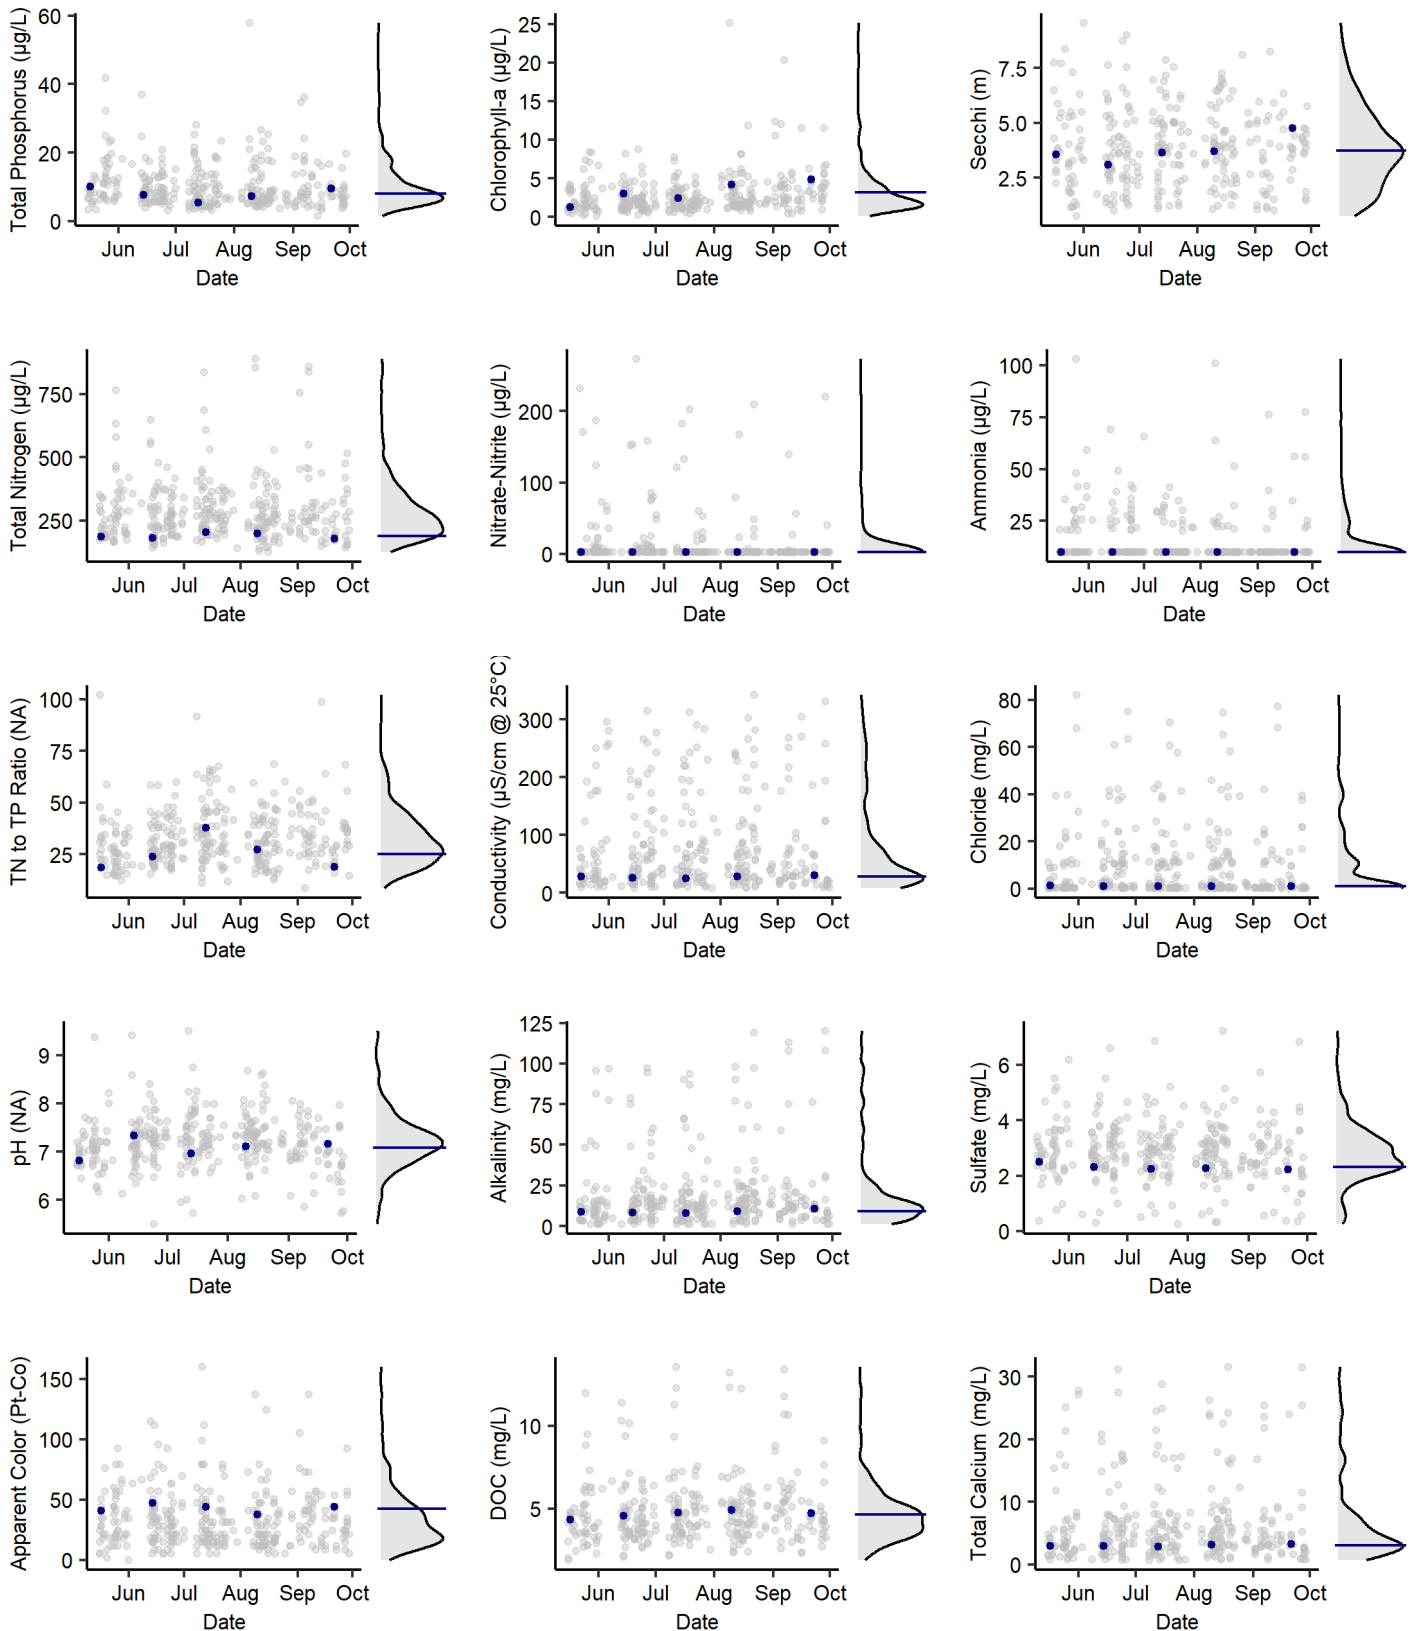 Total Phosphorus (µg/L)
60
40
20
0
Jun Jul Aug Sep Oct
Date
Chlorophyll-a (µg/L)
25
20
15
10
5
0
Jun Jul Aug Sep Oct
Date
Secchi (m)
7.5
5.0
2.5
Jun Jul Aug Sep Oct
Date
Total Nitrogen (µg/L)
750
500
250
Jun Jul Aug Sep Oct
Date
Nitrate-Nitrite (µg/L)
200
100
0
Jun Jul Aug Sep Oct
Date
Ammonia (µg/L)
100
75
50
25
Jun Jul Aug Sep Oct
Date
TN to TP Ratio (NA)
100
75
50
25
Jun Jul Aug Sep Oct
Date
Conductivity (µS/cm @ 25°C)
300
200
100
0
Jun Jul Aug Sep Oct
Date
Chloride (mg/L)
80
60
40
20
0
Jun Jul Aug Sep Oct
Date
pH (NA)
9
8
7
6
Jun Jul Aug Sep Oct
Date
Alkalinity (mg/L)
125
100
75
50
25
0
Jun Jul Aug Sep Oct
Date
Sulfate (mg/L)
6
4
2
0
Jun Jul Aug Sep Oct
Date
Apparent Color (Pt-Co)
150
100
50
0
Jun Jul Aug Sep Oct
Date
DOC (mg/L)
10
5
Jun Jul Aug Sep Oct
Date
Total Calcium (mg/L)
30
20
10
0
Jun Jul Aug Sep Oct
Date